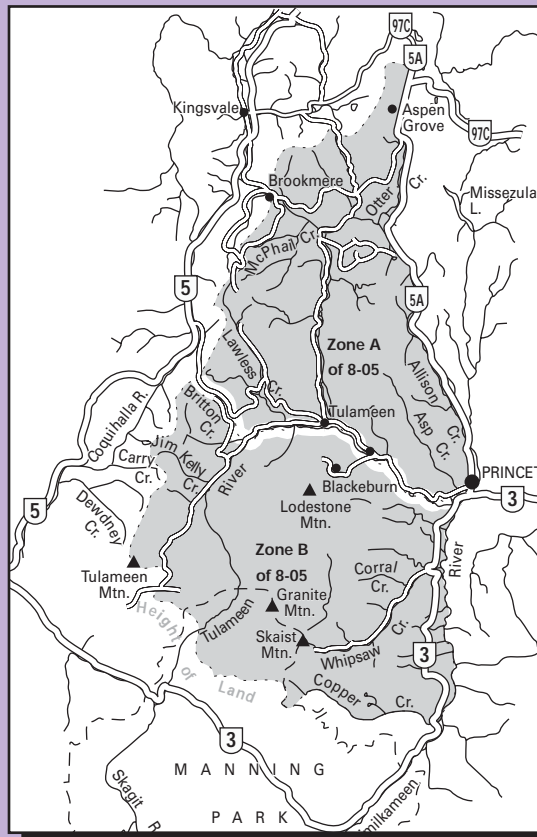 97C
5A
Kingsvale
Aspen
Grove
97C
Brookmere
Otter Cr.
Missezula
L.
McPhail Cr.
5
5A
Lawless Cr.
Zone A
of 8-05
Allison Cr.
Britton
Cr.
Coquihalla R.
Tulameen
Asp
Cr.
Jim Kelly
Cr.
Carry
Cr.
River
PRINCET
Blackeburn
3
Lodestone
Mtn.
5
Dewdney
Cr.
Zone B
of 8-05
River
Corral
Cr.
Tulameen
Mtn.
Granite
Mtn.
Height of Land
Tulameen
Skaist
Mtn.
Whipsaw Cr.
3
Copper Cr.
3
MANNING
PARK
Skagit
R
milkameen